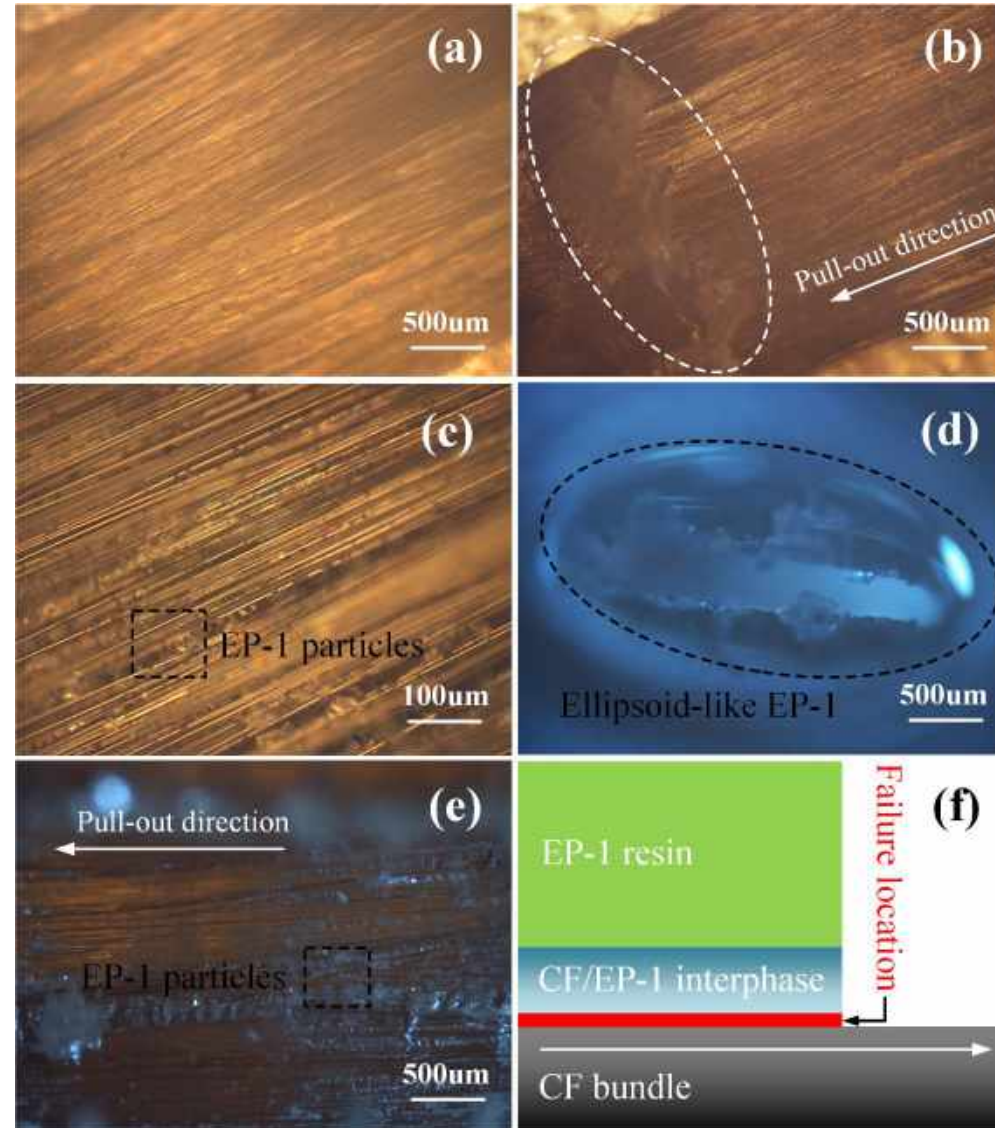 (a)
500um
(b)
Pull-out direction
500um
(c)
EP-1 particles
100um
(d)
Ellipsoid-like EP-1
500um
(e)
Pull-out direction
EP-1 particles
500um
(f)
EP-1 resin
CF/EP-1 interphase
CF bundle
Failure location